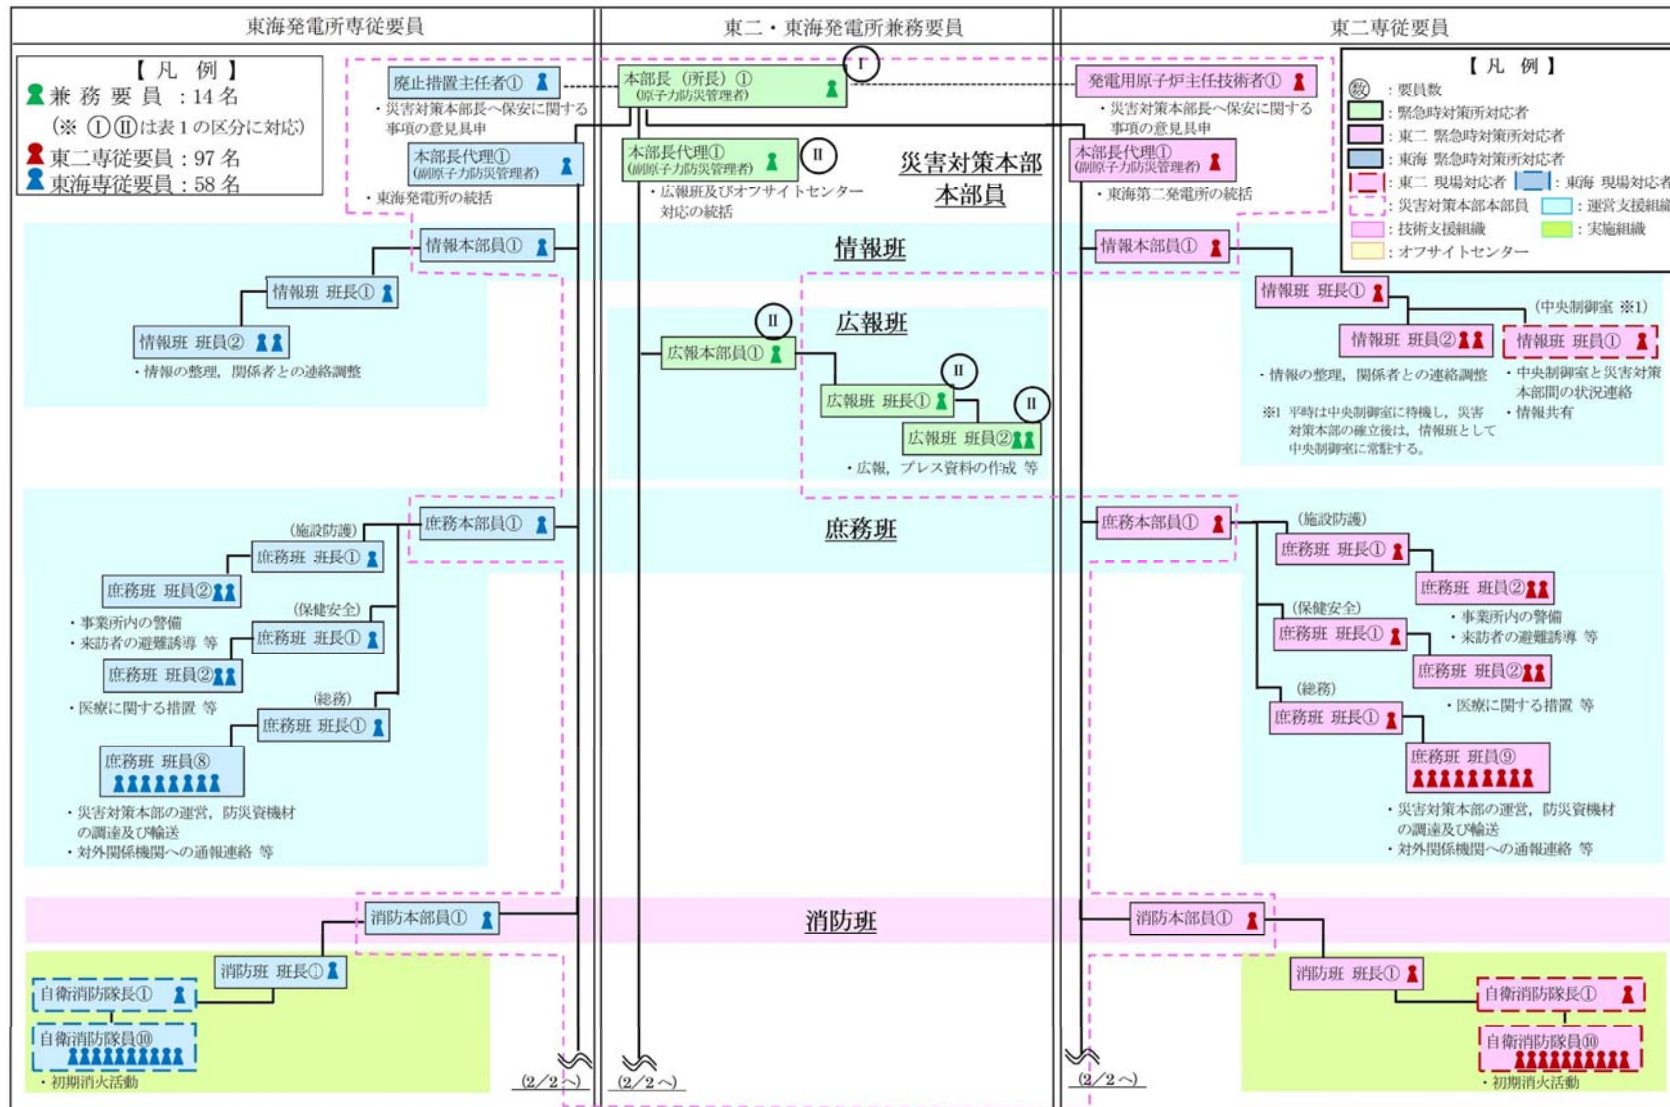 東海発電所専従要員
東二・東海発電所兼務要員
東二専従要員
【 凡 例 】
兼 務 要 員 : 14 名
(※ ⅠⅡは表1の区分に対応)
東二専従要員 : 97 名
東海専従要員 : 58 名
廃止措置主任者①
・災害対策本部長へ保安に関する
事項の意見具申
本部長代理①
(副原子力防災管理者)
・東海発電所の統括
本部長 (所長) ①
(原子力防災管理者)
Ⅰ
本部長代理①
(副原子力防災管理者)
Ⅱ
・広報班及びオフサイトセンター
対応の統括
災害対策本部
本部員
発電用原子炉主任技術者①
・災害対策本部長へ保安に関する
事項の意見具申
本部長代理①
(副原子力防災管理者)
・東海第二発電所の統括
【 凡 例 】
数 : 要員数
: 緊急時対策所対応者
: 東二 緊急時対策所対応者
: 東海 緊急時対策所対応者
: 東二 現場対応者 : 東海 現場対応者
: 災害対策本部本部員 : 運営支援組織
: 技術支援組織 : 実施組織
: オフサイトセンター
情報班
情報本部員①
情報班 班長①
情報班 班員②
・情報の整理, 関係者との連絡調整
情報本部員①
情報班 班長①
(中央制御室 ※1)
情報班 班員②
情報班 班員①
・情報の整理, 関係者との連絡調整
・中央制御室と災害対策
本部間の状況連絡
・情報共有
※1 平時は中央制御室に待機し, 災害
対策本部の確立後は, 情報班として
中央制御室に常駐する。
広報班
Ⅱ
広報本部員①
Ⅱ
広報班 班長①
Ⅱ
広報班 班員②
・広報, プレス資料の作成 等
庶務班
庶務本部員①
(施設防護)
庶務班 班長①
庶務班 班員②
・事業所内の警備
・来訪者の避難誘導 等
(保健安全)
庶務班 班長①
庶務班 班員②
・医療に関する措置 等
(総務)
庶務班 班長①
庶務班 班員⑧
・災害対策本部の運営, 防災資機材
の調達及び輸送
・対外関係機関への通報連絡 等
庶務本部員①
(施設防護)
庶務班 班長①
庶務班 班員②
・事業所内の警備
・来訪者の避難誘導 等
(保健安全)
庶務班 班長①
庶務班 班員②
・医療に関する措置 等
(総務)
庶務班 班長①
庶務班 班員⑨
・災害対策本部の運営, 防災資機材
の調達及び輸送
・対外関係機関への通報連絡 等
消防班
消防本部員①
消防班 班長①
自衛消防隊長①
自衛消防隊員⑩
・初期消火活動
消防本部員①
消防班 班長①
自衛消防隊長①
自衛消防隊員⑩
・初期消火活動
(2/2 へ)
(2/2 へ)
(2/2 へ)